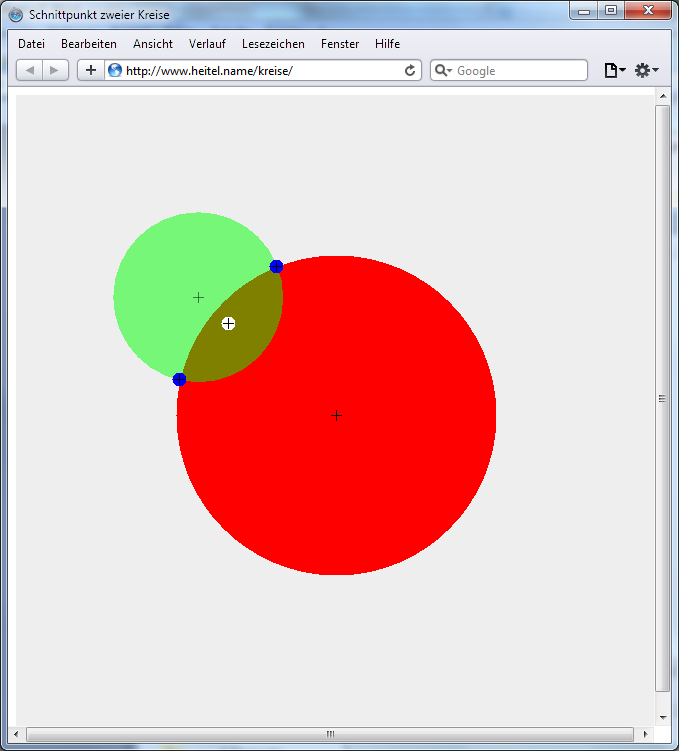 Schnittpunkt zweier Kreise
Datei Bearbeiten Ansicht Verlauf Lesezeichen Fenster Hilfe
http://www.heitel.name/kreise/ Google